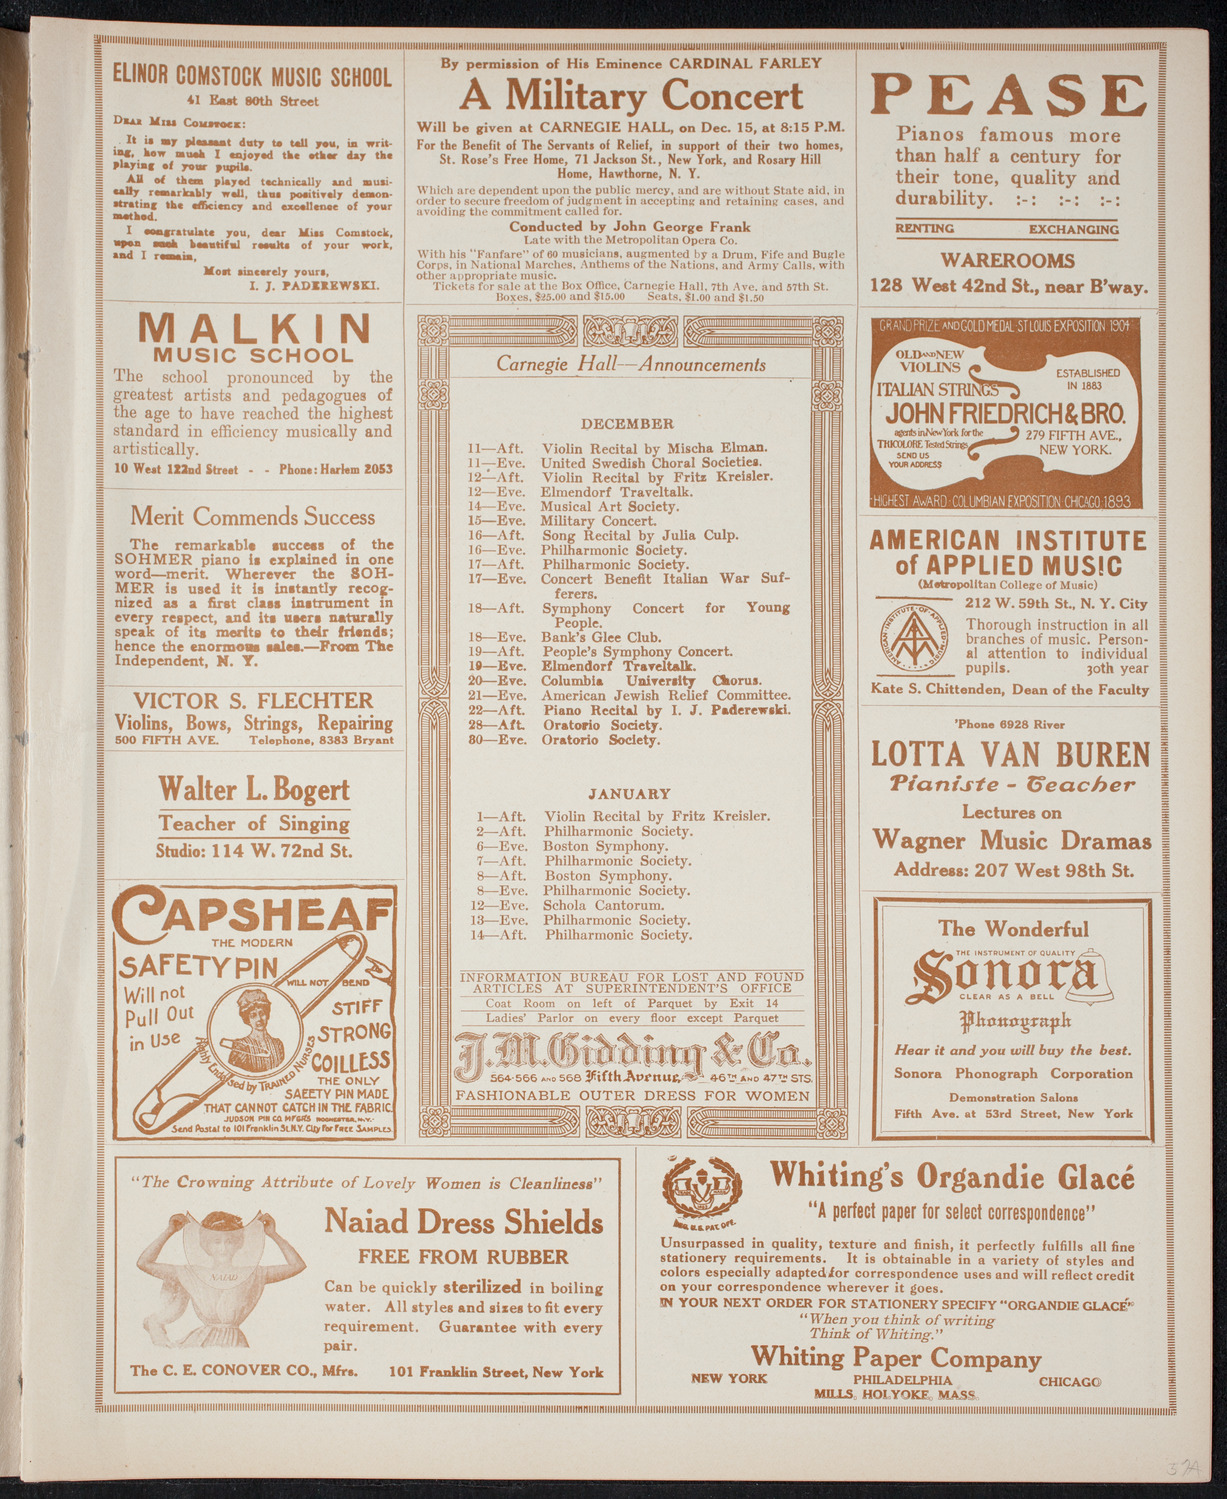 ELINOR COMSTOCK MUSIC SCHOOL
41 East 80th Street
DEAR MISS COMSTOCK:
It is my pleasant duty to tell you, in writ-
ing, how much I enjoyed the other day the
playing of your pupils.
All of them played technically and musi-
cally remarkably well, thus positively demon-
strating the efficiency and excellence of your
method.
I congratulate you, dear Miss Comstock,
upon such beautiful results of your work,
and I remain,
Most sincerely yours,
I. J. PADEREWSKI.
MALKIN
MUSIC SCHOOL
The school pronounced by the
greatest artists and pedagogues of
the age to have reached the highest
standard in efficiency musically and
artistically.
10 West 122nd Street - - Phone: Harlem 2053
Merit Commends Success
The remarkable success of the
SOHMER piano is explained in one
word—merit. Wherever the SOH-
MER is used it is instantly recog-
nized as a first class instrument in
every respect, and its users naturally
speak of its merits to their friends;
hence the enormous sales.—From The
Independent, N. Y.
VICTOR S. FLECHTER
Violins, Bows, Strings, Repairing
500 FIFTH AVE. Telephone, 8383 Bryant
Walter L. Bogert
Teacher of Singing
Studio: 114 W. 72nd St.
CAPSHEAF
THE MODERN
SAFETY PIN
WILL NOT BEND
Will not
Pull Out
in Use
STIFF
STRONG
COILLESS
Highly Endorsed by TRAINED NURSES
THE ONLY
SAFETY PIN MADE
THAT CANNOT CATCH IN THE FABRIC.
JUDSON PIN CO. MFGRS ROCHESTER, N.Y.
Send Postal to 101 Franklin St. N.Y. City for FREE SAMPLES.
By permission of His Eminence CARDINAL FARLEY
A Military Concert
Will be given at CARNEGIE HALL, on Dec. 15, at 8:15 P.M.
For the Benefit of The Servants of Relief, in support of their two homes,
St. Rose's Free Home, 71 Jackson St., New York, and Rosary Hill
Home, Hawthorne, N. Y.
Which are dependent upon the public mercy, and are without State aid, in
order to secure freedom of judgment in accepting and retaining cases, and
avoiding the commitment called for.
Conducted by John George Frank
Late with the Metropolitan Opera Co.
With his "Fanfare" of 60 musicians, augmented by a Drum, Fife and Bugle
Corps, in National Marches, Anthems of the Nations, and Army Calls, with
other appropriate music.
Tickets for sale at the Box Office, Carnegie Hall, 7th Ave. and 57th St.
Boxes, $25.00 and $15.00 Seats, $1.00 and $1.50
Carnegie Hall—Announcements
DECEMBER
11—Aft. Violin Recital by Mischa Elman.
11—Eve. United Swedish Choral Societies.
12—Aft. Violin Recital by Fritz Kreisler.
12—Eve. Elmendorf Traveltalk.
14—Eve. Musical Art Society.
15—Eve. Military Concert.
16—Aft. Song Recital by Julia Culp.
16—Eve. Philharmonic Society.
17—Aft. Philharmonic Society.
17—Eve. Concert Benefit Italian War Suf-
ferers.
18—Aft. Symphony Concert for Young
People.
18—Eve. Bank's Glee Club.
19—Aft. People's Symphony Concert.
19—Eve. Elmendorf Traveltalk.
20—Eve. Columbia University Chorus.
21—Eve. American Jewish Relief Committee.
22—Aft. Piano Recital by I. J. Paderewski.
28—Aft. Oratorio Society.
30—Eve. Oratorio Society.
JANUARY
1—Aft. Violin Recital by Fritz Kreisler.
2—Aft. Philharmonic Society.
6—Eve. Boston Symphony.
7—Aft. Philharmonic Society.
8—Aft. Boston Symphony.
8—Eve. Philharmonic Society.
12—Eve. Schola Cantorum.
13—Eve. Philharmonic Society.
14—Aft. Philharmonic Society.
INFORMATION BUREAU FOR LOST AND FOUND
ARTICLES AT SUPERINTENDENT'S OFFICE
Coat Room on left of Parquet by Exit 14
Ladies' Parlor on every floor except Parquet
J. M. Gidding & Co.
564-566 AND 568 Fifth Avenue, 46TH AND 47TH STS.
FASHIONABLE OUTER DRESS FOR WOMEN
PEASE
Pianos famous more
than half a century for
their tone, quality and
durability. :-: :-: :-:
RENTING EXCHANGING
WAREROOMS
128 West 42nd St., near B'way.
GRAND PRIZE AND GOLD MEDAL ST LOUIS EXPOSITION 1904
OLD AND NEW
VIOLINS
ESTABLISHED
IN 1883
ITALIAN STRINGS
JOHN FRIEDRICH & BRO.
agents in New York for the
TRICOLORE Tested Strings
SEND US
YOUR ADDRESS
279 FIFTH AVE.,
NEW YORK.
HIGHEST AWARD · COLUMBIAN EXPOSITION CHICAGO 1893
AMERICAN INSTITUTE
of APPLIED MUSIC
(Metropolitan College of Music)
AMERICAN·INSTITUTE·OF·APPLIED·MUSIC
212 W. 59th St., N. Y. City
Thorough instruction in all
branches of music. Person-
al attention to individual
pupils. 30th year
Kate S. Chittenden, Dean of the Faculty
'Phone 6928 River
LOTTA VAN BUREN
Pianiste - Teacher
Lectures on
Wagner Music Dramas
Address: 207 West 98th St.
The Wonderful
THE INSTRUMENT OF QUALITY
Sonora
CLEAR AS A BELL
Phonograph
Hear it and you will buy the best.
Sonora Phonograph Corporation
Demonstration Salons
Fifth Ave. at 53rd Street, New York
"The Crowning Attribute of Lovely Women is Cleanliness"
NAIAD
Naiad Dress Shields
FREE FROM RUBBER
Can be quickly sterilized in boiling
water. All styles and sizes to fit every
requirement. Guarantee with every
pair.
The C. E. CONOVER CO., Mfrs. 101 Franklin Street, New York
REG. U.S. PAT. OFF.
Whiting's Organdie Glacé
"A perfect paper for select correspondence"
Unsurpassed in quality, texture and finish, it perfectly fulfills all fine
stationery requirements. It is obtainable in a variety of styles and
colors especially adapted for correspondence uses and will reflect credit
on your correspondence wherever it goes.
IN YOUR NEXT ORDER FOR STATIONERY SPECIFY "ORGANDIE GLACÉ"
"When you think of writing
Think of Whiting."
Whiting Paper Company
NEW YORK PHILADELPHIA CHICAGO
MILLS, HOLYOKE, MASS.